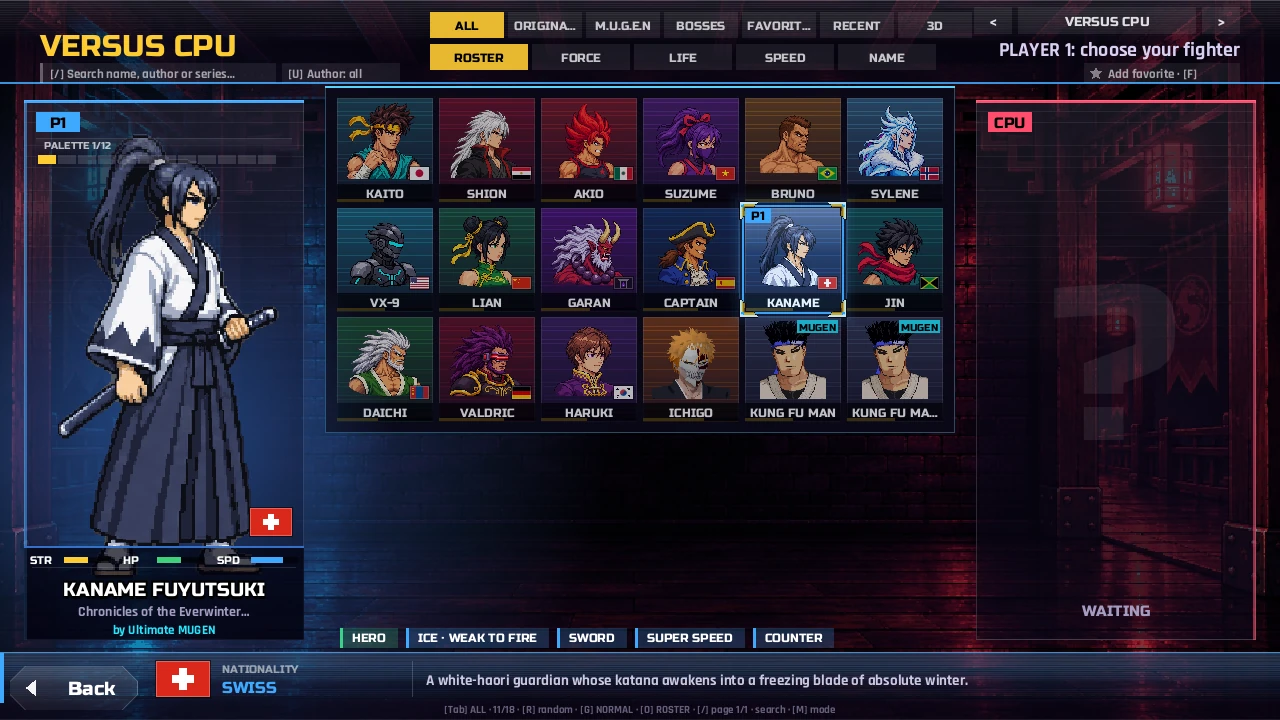 VERSUS CPU
ALL
ORIGINA...
M.U.G.E.N
BOSSES
FAVORIT...
RECENT
3D
<
VERSUS CPU
>
ROSTER
FORCE
LIFE
SPEED
NAME
PLAYER 1: choose your fighter
[/] Search name, author or series...
[U] Author: all
Add favorite · [F]
P1
PALETTE 1/12
CPU
KAITO
SHION
AKIO
SUZUME
BRUNO
SYLENE
P1
VX-9
LIAN
GARAN
CAPTAIN
KANAME
JIN
MUGEN
MUGEN
DAICHI
VALDRIC
HARUKI
ICHIGO
KUNG FU MAN
KUNG FU MA...
?
STR
HP
SPD
KANAME FUYUTSUKI
Chronicles of the Everwinter...
by Ultimate MUGEN
WAITING
HERO
ICE · WEAK TO FIRE
SWORD
SUPER SPEED
COUNTER
Back
NATIONALITY
SWISS
A white-haori guardian whose katana awakens into a freezing blade of absolute winter.
[Tab] ALL · 11/18 · [R] random · [G] NORMAL · [O] ROSTER · [/] page 1/1 · search · [M] mode